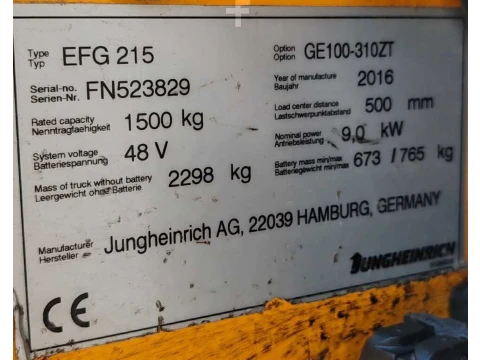 Type EFG 215 Option GE100-310ZT
Typ Option
Serial-no. FN523829 Year of manufacture 2016
Serien-Nr. Baujahr
Rated capacity 1500 kg Load center distance 500 mm
Nenntragfaehigkeit Lastschwerpunktabstand
System voltage 48 V Nominal power 9,0 kW
Batteriespannung Antriebsleistung
Mass of truck without battery 2298 kg Battery mass min/max 673 / 765 kg
Leergewicht ohne Batterie Batteriegewicht min/max
Manufacturer Jungheinrich AG, 22039 HAMBURG, GERMANY
Hersteller
CE JUNGHEINRICH